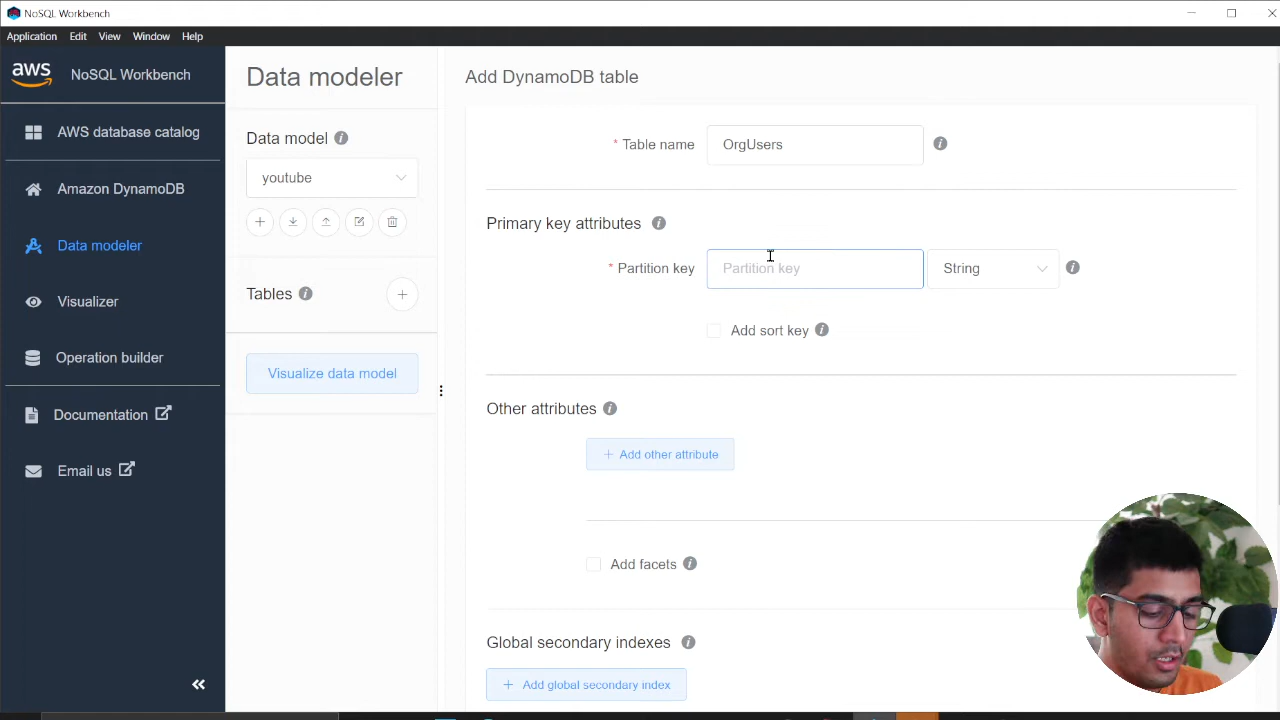 NoSQL Workbench
Application Edit View Window Help
aws NoSQL Workbench
AWS database catalog
Amazon DynamoDB
Data modeler
Visualizer
Operation builder
Documentation
Email us
Data modeler
Data model
youtube
Tables
Visualize data model
Add DynamoDB table
* Table name OrgUsers
Primary key attributes
* Partition key Partition key String
Add sort key
Other attributes
+ Add other attribute
Add facets
Global secondary indexes
+ Add global secondary index